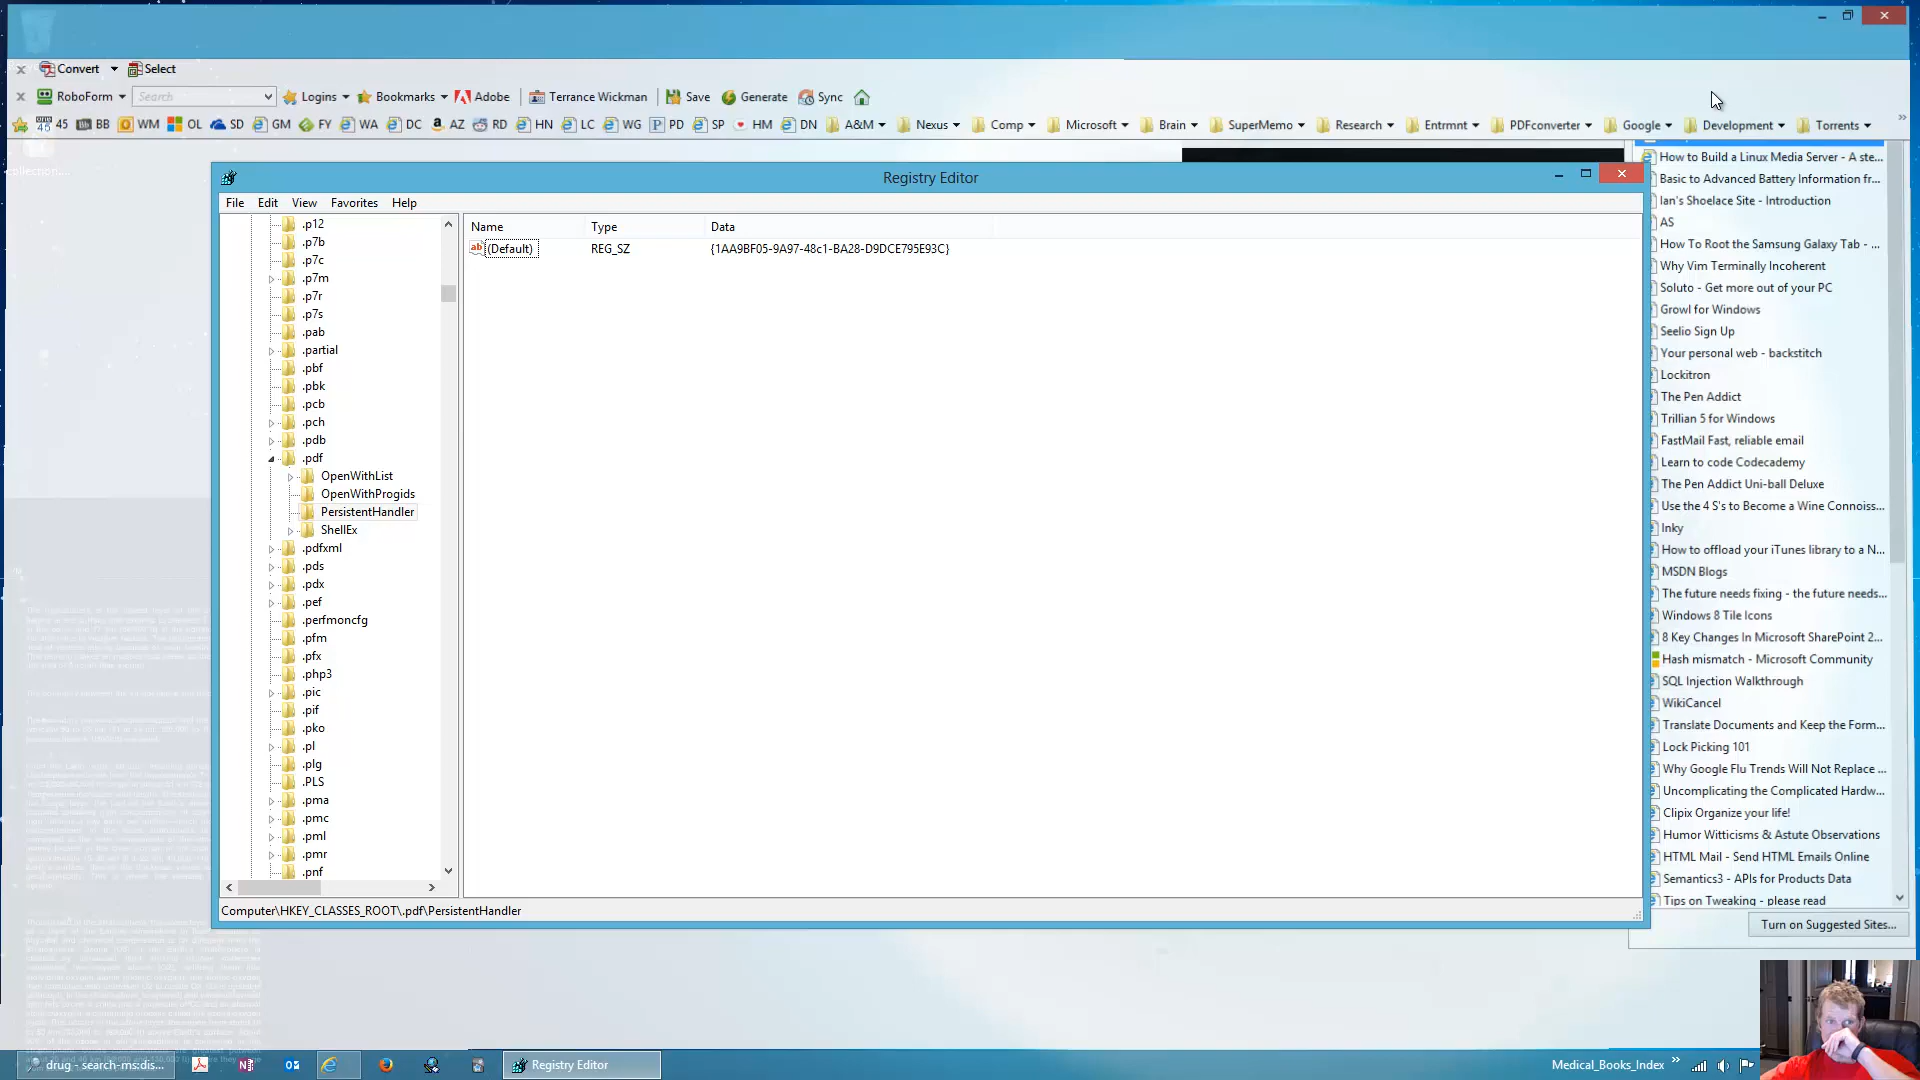 Convert Select
RoboForm Search Logins Bookmarks Adobe Terrance Wickman Save Generate Sync
45 45 BB WM OL SD GM FY WA DC AZ RD HN LC WG PD SP HM DN A&M Nexus Comp Microsoft Brain SuperMemo Research Entrmnt PDFconverter Google Development Torrents
Registry Editor
File Edit View Favorites Help
Name Type Data
(Default) REG_SZ {1AA9BF05-9A97-48c1-BA28-D9DCE795E93C}
.p12
.p7b
.p7c
.p7m
.p7r
.p7s
.pab
.partial
.pbf
.pbk
.pcb
.pch
.pdb
.pdf
OpenWithList
OpenWithProgids
PersistentHandler
ShellEx
.pdfxml
.pds
.pdx
.pef
.perfmoncfg
.pfm
.pfx
.php3
.pic
.pif
.pko
.pl
.plg
.PLS
.pma
.pmc
.pml
.pmr
.pnf
Computer\HKEY_CLASSES_ROOT\.pdf\PersistentHandler
How to Build a Linux Media Server - A ste...
Basic to Advanced Battery Information fr...
Ian's Shoelace Site - Introduction
AS
How To Root the Samsung Galaxy Tab - ...
Why Vim Terminally Incoherent
Soluto - Get more out of your PC
Growl for Windows
Seelio Sign Up
Your personal web - backstitch
Lockitron
The Pen Addict
Trillian 5 for Windows
FastMail Fast, reliable email
Learn to code Codecademy
The Pen Addict Uni-ball Deluxe
Use the 4 S's to Become a Wine Connoiss...
Inky
How to offload your iTunes library to a N...
MSDN Blogs
The future needs fixing - the future needs...
Windows 8 Tile Icons
8 Key Changes In Microsoft SharePoint 2...
Hash mismatch - Microsoft Community
SQL Injection Walkthrough
WikiCancel
Translate Documents and Keep the Form...
Lock Picking 101
Why Google Flu Trends Will Not Replace ...
Uncomplicating the Complicated Hardw...
Clipix Organize your life!
Humor Witticisms & Astute Observations
HTML Mail - Send HTML Emails Online
Semantics3 - APIs for Products Data
Tips on Tweaking - please read
Turn on Suggested Sites...
drug - search-ms:dis... Registry Editor Medical_Books_Index